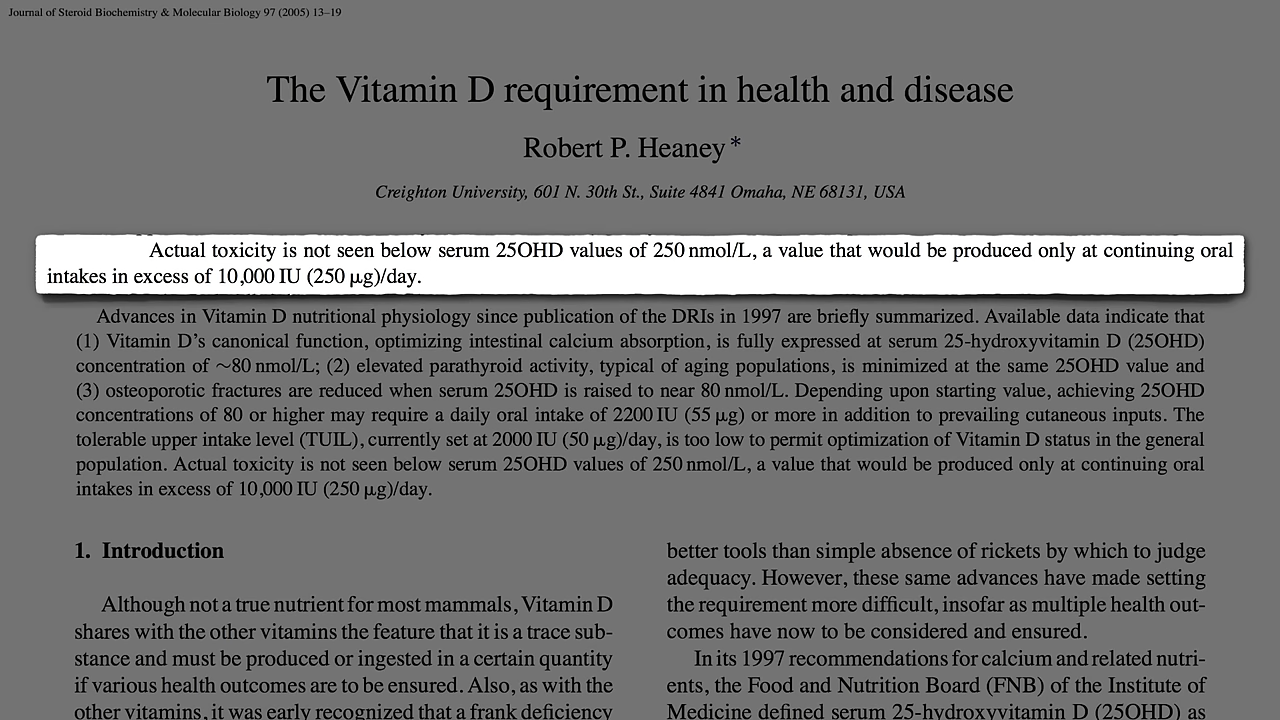 Journal of Steroid Biochemistry & Molecular Biology 97 (2005) 13–19
The Vitamin D requirement in health and disease
Robert P. Heaney*
Creighton University, 601 N. 30th St., Suite 4841 Omaha, NE 68131, USA
Actual toxicity is not seen below serum 25OHD values of 250 nmol/L, a value that would be produced only at continuing oral
intakes in excess of 10,000 IU (250 μg)/day.
Advances in Vitamin D nutritional physiology since publication of the DRIs in 1997 are briefly summarized. Available data indicate that
(1) Vitamin D's canonical function, optimizing intestinal calcium absorption, is fully expressed at serum 25-hydroxyvitamin D (25OHD)
concentration of ~80 nmol/L; (2) elevated parathyroid activity, typical of aging populations, is minimized at the same 25OHD value and
(3) osteoporotic fractures are reduced when serum 25OHD is raised to near 80 nmol/L. Depending upon starting value, achieving 25OHD
concentrations of 80 or higher may require a daily oral intake of 2200 IU (55 μg) or more in addition to prevailing cutaneous inputs. The
tolerable upper intake level (TUIL), currently set at 2000 IU (50 μg)/day, is too low to permit optimization of Vitamin D status in the general
population. Actual toxicity is not seen below serum 25OHD values of 250 nmol/L, a value that would be produced only at continuing oral
intakes in excess of 10,000 IU (250 μg)/day.
1. Introduction
Although not a true nutrient for most mammals, Vitamin D
shares with the other vitamins the feature that it is a trace sub-
stance and must be produced or ingested in a certain quantity
if various health outcomes are to be ensured. Also, as with the
other vitamins, it was early recognized that a frank deficiency
better tools than simple absence of rickets by which to judge
adequacy. However, these same advances have made setting
the requirement more difficult, insofar as multiple health out-
comes have now to be considered and ensured.
In its 1997 recommendations for calcium and related nutri-
ents, the Food and Nutrition Board (FNB) of the Institute of
Medicine defined serum 25-hydroxyvitamin D (25OHD) as